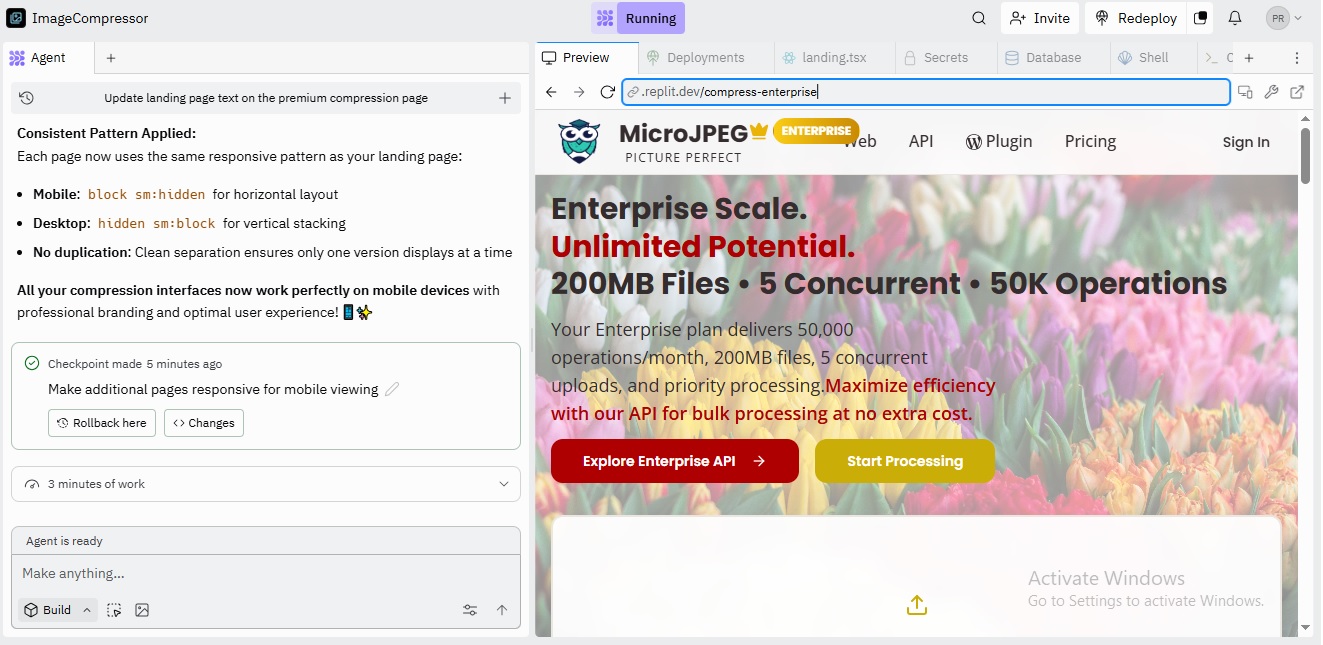 ImageCompressor
Running
Invite
Redeploy
PR
Agent
Preview
Deployments
landing.tsx
Secrets
Database
Shell
Update landing page text on the premium compression page
.replit.dev/compress-enterprise
Consistent Pattern Applied:
Each page now uses the same responsive pattern as your landing page:
• Mobile: block sm:hidden for horizontal layout
• Desktop: hidden sm:block for vertical stacking
• No duplication: Clean separation ensures only one version displays at a time
All your compression interfaces now work perfectly on mobile devices with
professional branding and optimal user experience! 📱✨
Checkpoint made 5 minutes ago
Make additional pages responsive for mobile viewing
Rollback here
<> Changes
3 minutes of work
Agent is ready
Make anything...
Build
MicroJPEG
ENTERPRISE
PICTURE PERFECT
Web
API
Plugin
Pricing
Sign In
Enterprise Scale.
Unlimited Potential.
200MB Files • 5 Concurrent • 50K Operations
Your Enterprise plan delivers 50,000
operations/month, 200MB files, 5 concurrent
uploads, and priority processing.Maximize efficiency
with our API for bulk processing at no extra cost.
Explore Enterprise API →
Start Processing
Activate Windows
Go to Settings to activate Windows.